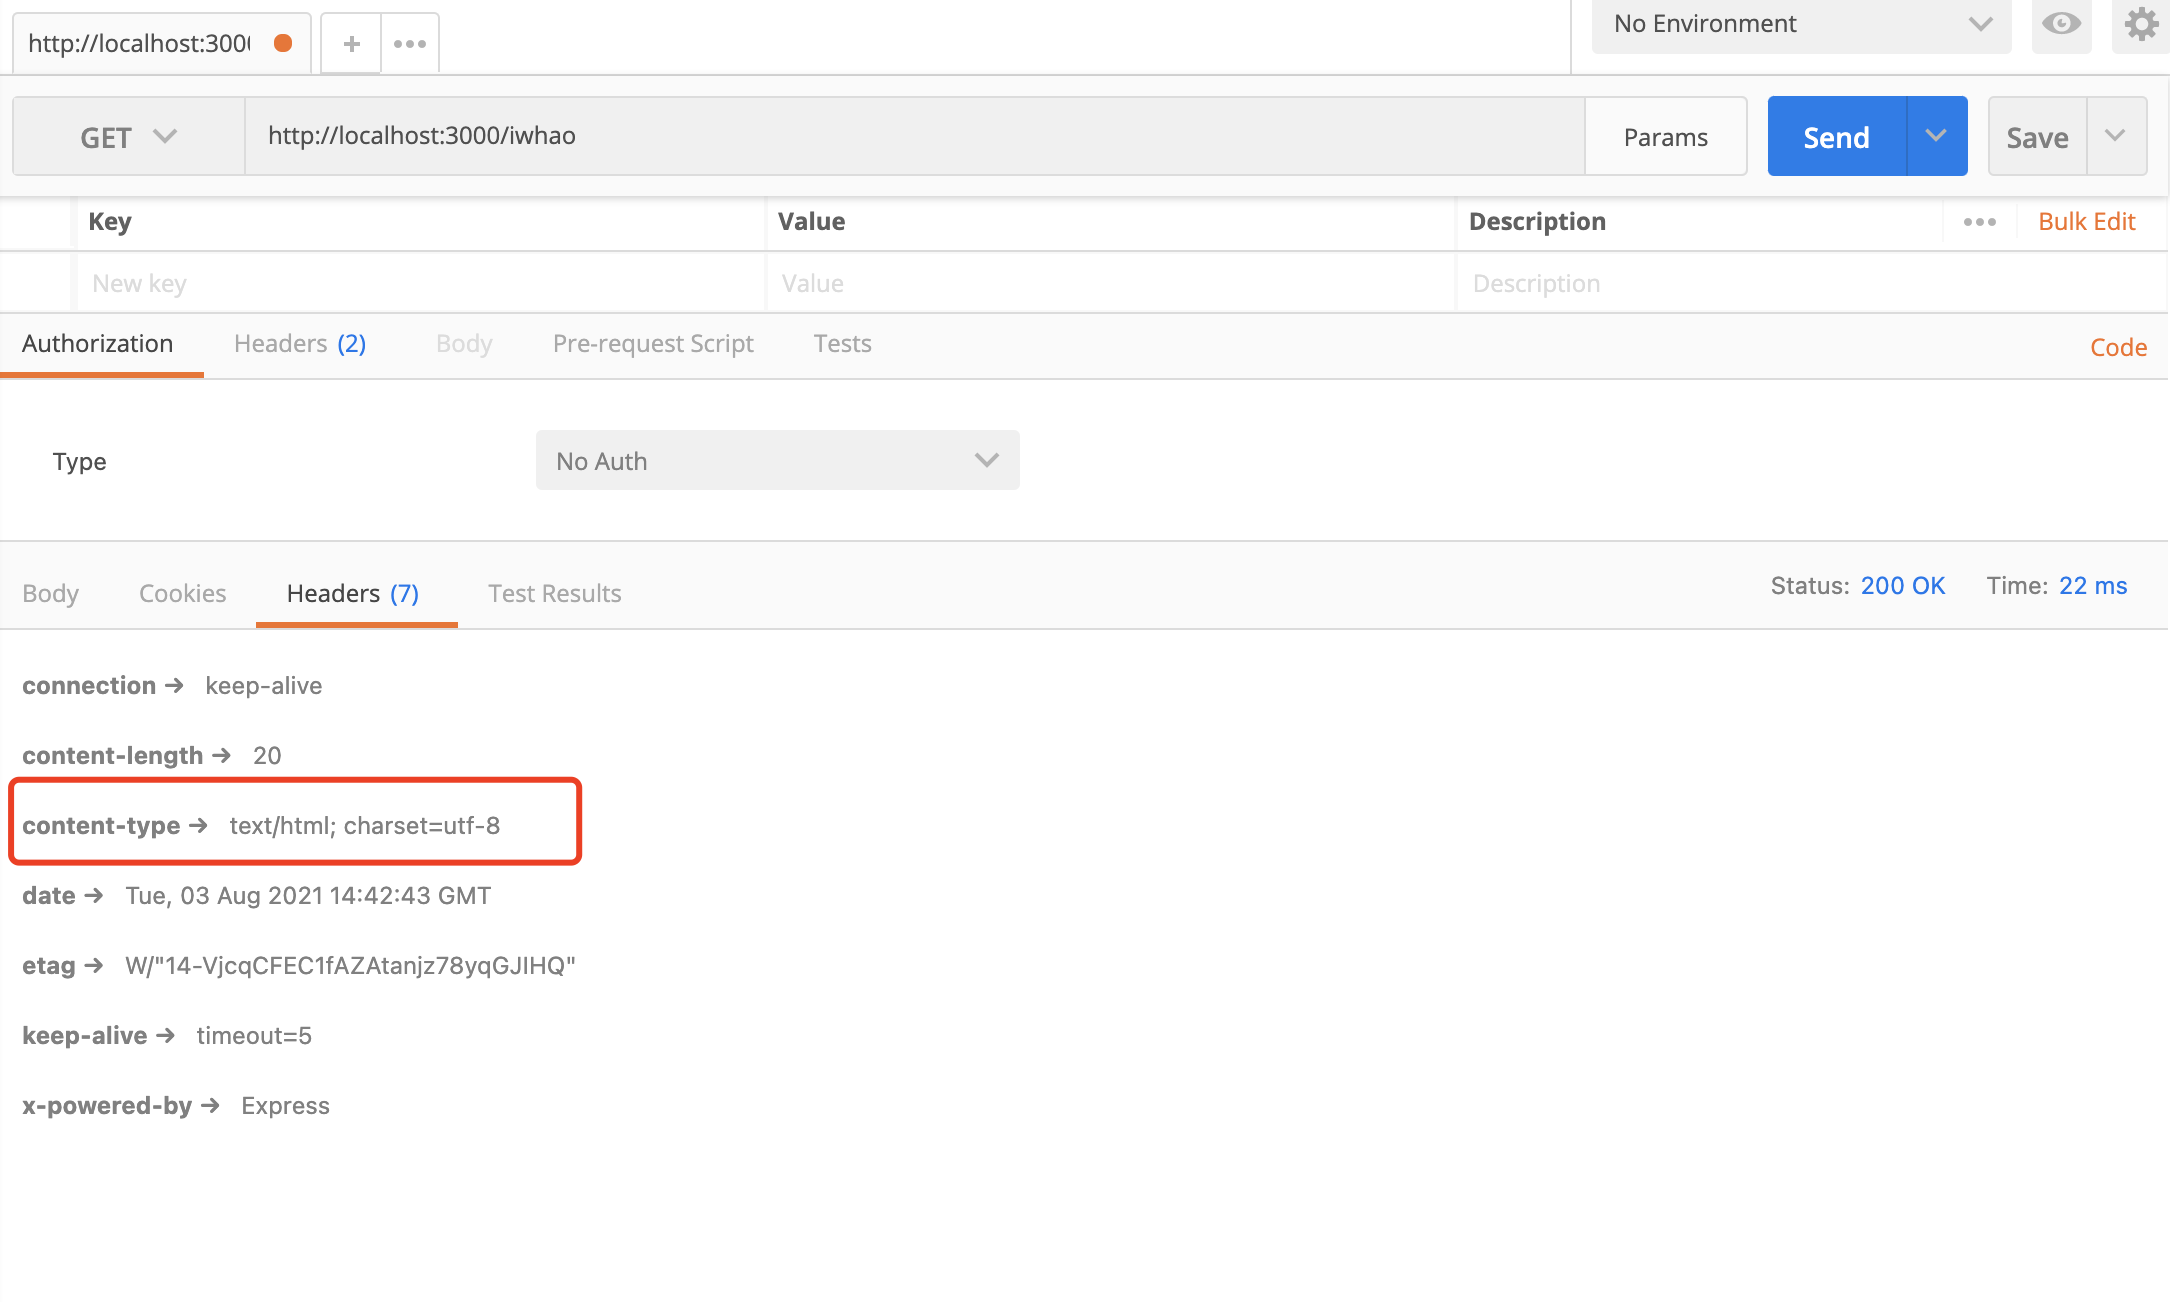 http://localhost:300
No Environment
GET
http://localhost:3000/iwhao
Params
Send
Save
Key
Value
Description
Bulk Edit
New key
Value
Description
Authorization
Headers (2)
Body
Pre-request Script
Tests
Code
Type
No Auth
Body
Cookies
Headers (7)
Test Results
Status: 200 OK
Time: 22 ms
connection → keep-alive
content-length → 20
content-type → text/html; charset=utf-8
date → Tue, 03 Aug 2021 14:42:43 GMT
etag → W/"14-VjcqCFEC1fAZAtanjz78yqGJIHQ"
keep-alive → timeout=5
x-powered-by → Express